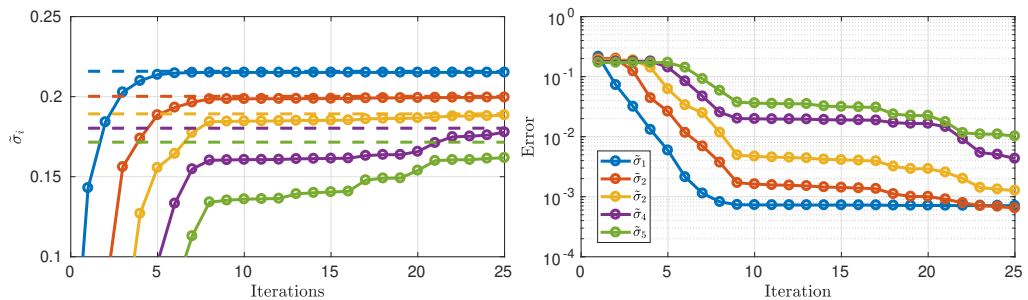 0.25
0.2
0.15
0.1
σ̃ᵢ
0 5 10 15 20 25
Iterations
10⁰
10⁻¹
10⁻²
10⁻³
10⁻⁴
Error
σ̃₁
σ̃₂
σ̃₂
σ̃₄
σ̃₅
0 5 10 15 20 25
Iteration